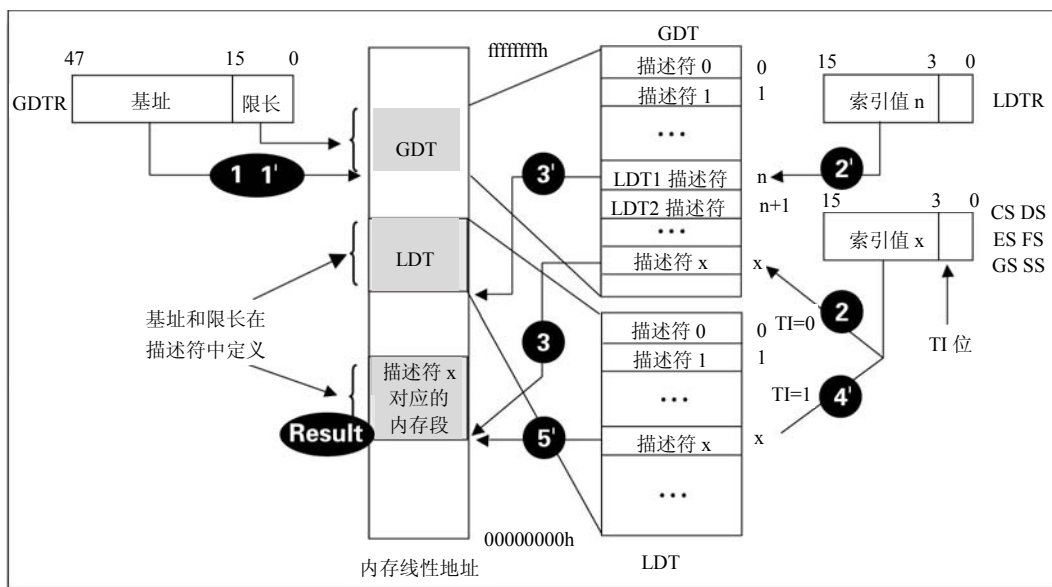 47
15
0
GDTR
基址
限长
1 1'
GDT
LDT
基址和限长在
描述符中定义
描述符 x
对应的
内存段
Result
内存线性地址
ffffffffh
00000000h
3'
3
5'
GDT
描述符 0
0
描述符 1
1
…
LDT1 描述符
n
LDT2 描述符
n+1
…
描述符 x
x
描述符 0
0
描述符 1
1
…
描述符 x
x
…
LDT
15
3
0
索引值 n
LDTR
2'
15
3
0
索引值 x
CS DS
ES FS
GS SS
2
TI=0
TI 位
TI=1
4'